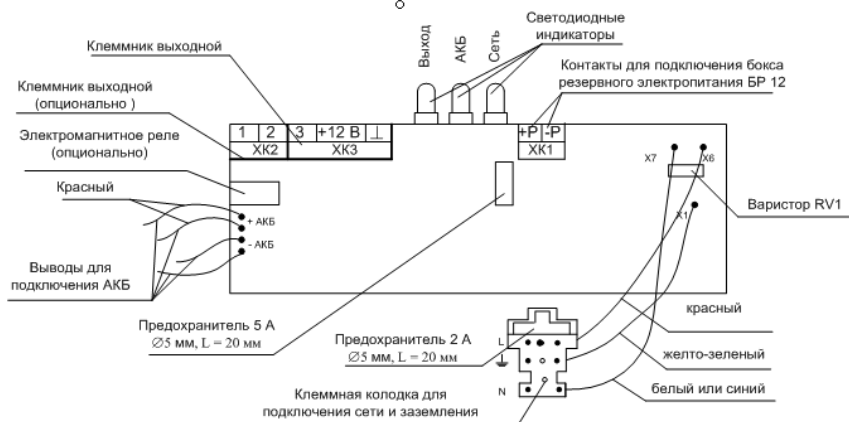 Светодиодные
индикаторы
Выход
АКБ
Сеть
Клеммник выходной
Контакты для подключения бокса
резервного электропитания БР 12
Клеммник выходной
(опционально )
1 2 3 +12 В ⊥
ХК2 ХК3
+Р -Р
ХК1
Электромагнитное реле
(опционально)
Х7 Х6
Красный
+ АКБ
Варистор RV1
Х1
- АКБ
Выводы для
подключения АКБ
красный
Предохранитель 5 А
∅5 мм, L = 20 мм
Предохранитель 2 А
∅5 мм, L = 20 мм
L
желто-зеленый
N
белый или синий
Клеммная колодка для
подключения сети и заземления